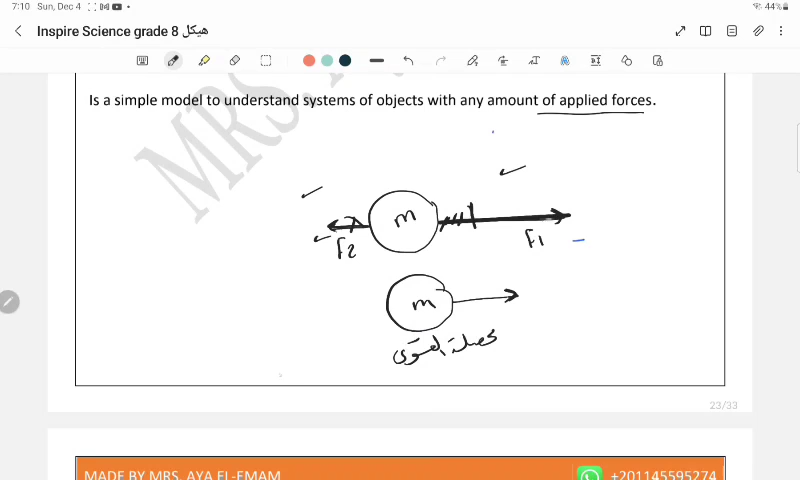 7:10 Sun, Dec 4
44%
Inspire Science grade 8 هيكل
MRS.
Is a simple model to understand systems of objects with any amount of applied forces.
m
F2
F1
m
محصلة القوى
23/33
MADE BY MRS. AYA EL-EMAM
+201145595274